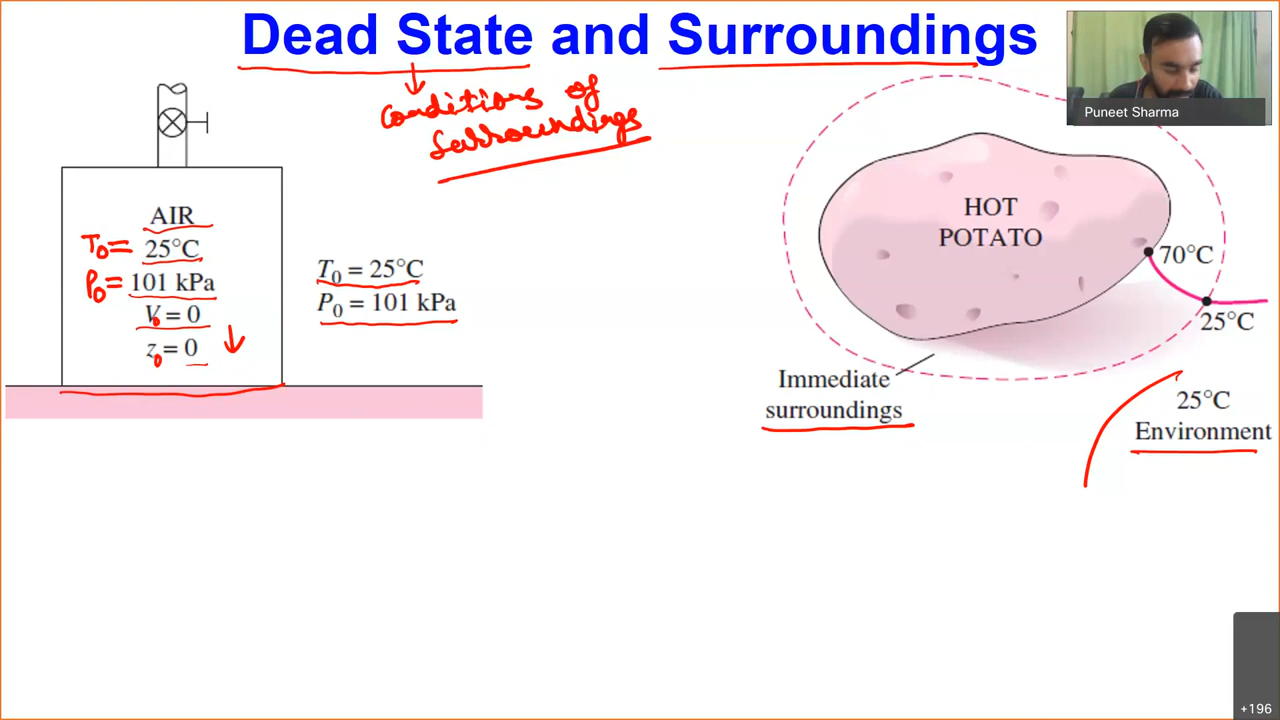 Dead State and Surroundings
Puneet Sharma
Conditions of
Surroundings
AIR
T₀ = 25°C
P₀ = 101 kPa
V₀ = 0
z₀ = 0
T₀ = 25°C
P₀ = 101 kPa
HOT
POTATO
70°C
25°C
Immediate
surroundings
25°C
Environment
+196